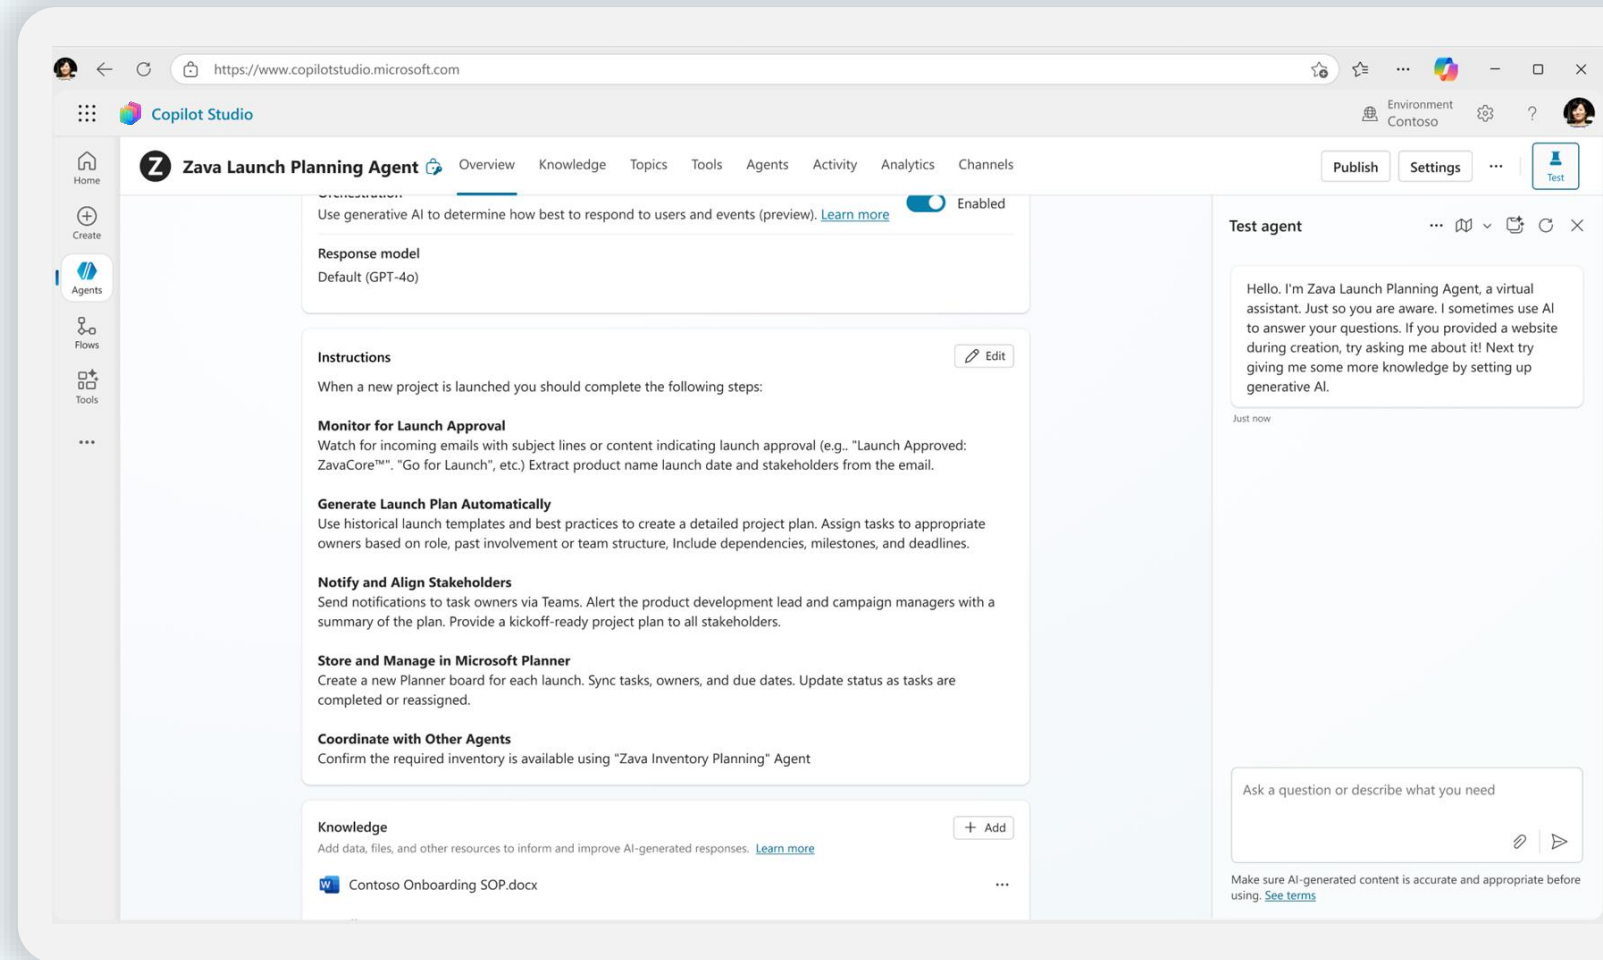 https://www.copilotstudio.microsoft.com
Copilot Studio
Environment
Contoso
?
Home
Create
Agents
Flows
Tools
Z
Zava Launch Planning Agent
Overview
Knowledge
Topics
Tools
Agents
Activity
Analytics
Channels
Publish
Settings
Test
Orchestration
Use generative AI to determine how best to respond to users and events (preview). Learn more
Enabled
Response model
Default (GPT-4o)
Instructions
Edit
When a new project is launched you should complete the following steps:
Monitor for Launch Approval
Watch for incoming emails with subject lines or content indicating launch approval (e.g.. "Launch Approved:
ZavaCore™". "Go for Launch", etc.) Extract product name launch date and stakeholders from the email.
Generate Launch Plan Automatically
Use historical launch templates and best practices to create a detailed project plan. Assign tasks to appropriate
owners based on role, past involvement or team structure, Include dependencies, milestones, and deadlines.
Notify and Align Stakeholders
Send notifications to task owners via Teams. Alert the product development lead and campaign managers with a
summary of the plan. Provide a kickoff-ready project plan to all stakeholders.
Store and Manage in Microsoft Planner
Create a new Planner board for each launch. Sync tasks, owners, and due dates. Update status as tasks are
completed or reassigned.
Coordinate with Other Agents
Confirm the required inventory is available using "Zava Inventory Planning" Agent
Knowledge
+ Add
Add data, files, and other resources to inform and improve AI-generated responses. Learn more
W
Contoso Onboarding SOP.docx
Test agent
Hello. I'm Zava Launch Planning Agent, a virtual
assistant. Just so you are aware. I sometimes use AI
to answer your questions. If you provided a website
during creation, try asking me about it! Next try
giving me some more knowledge by setting up
generative AI.
Just now
Ask a question or describe what you need
Make sure AI-generated content is accurate and appropriate before
using. See terms